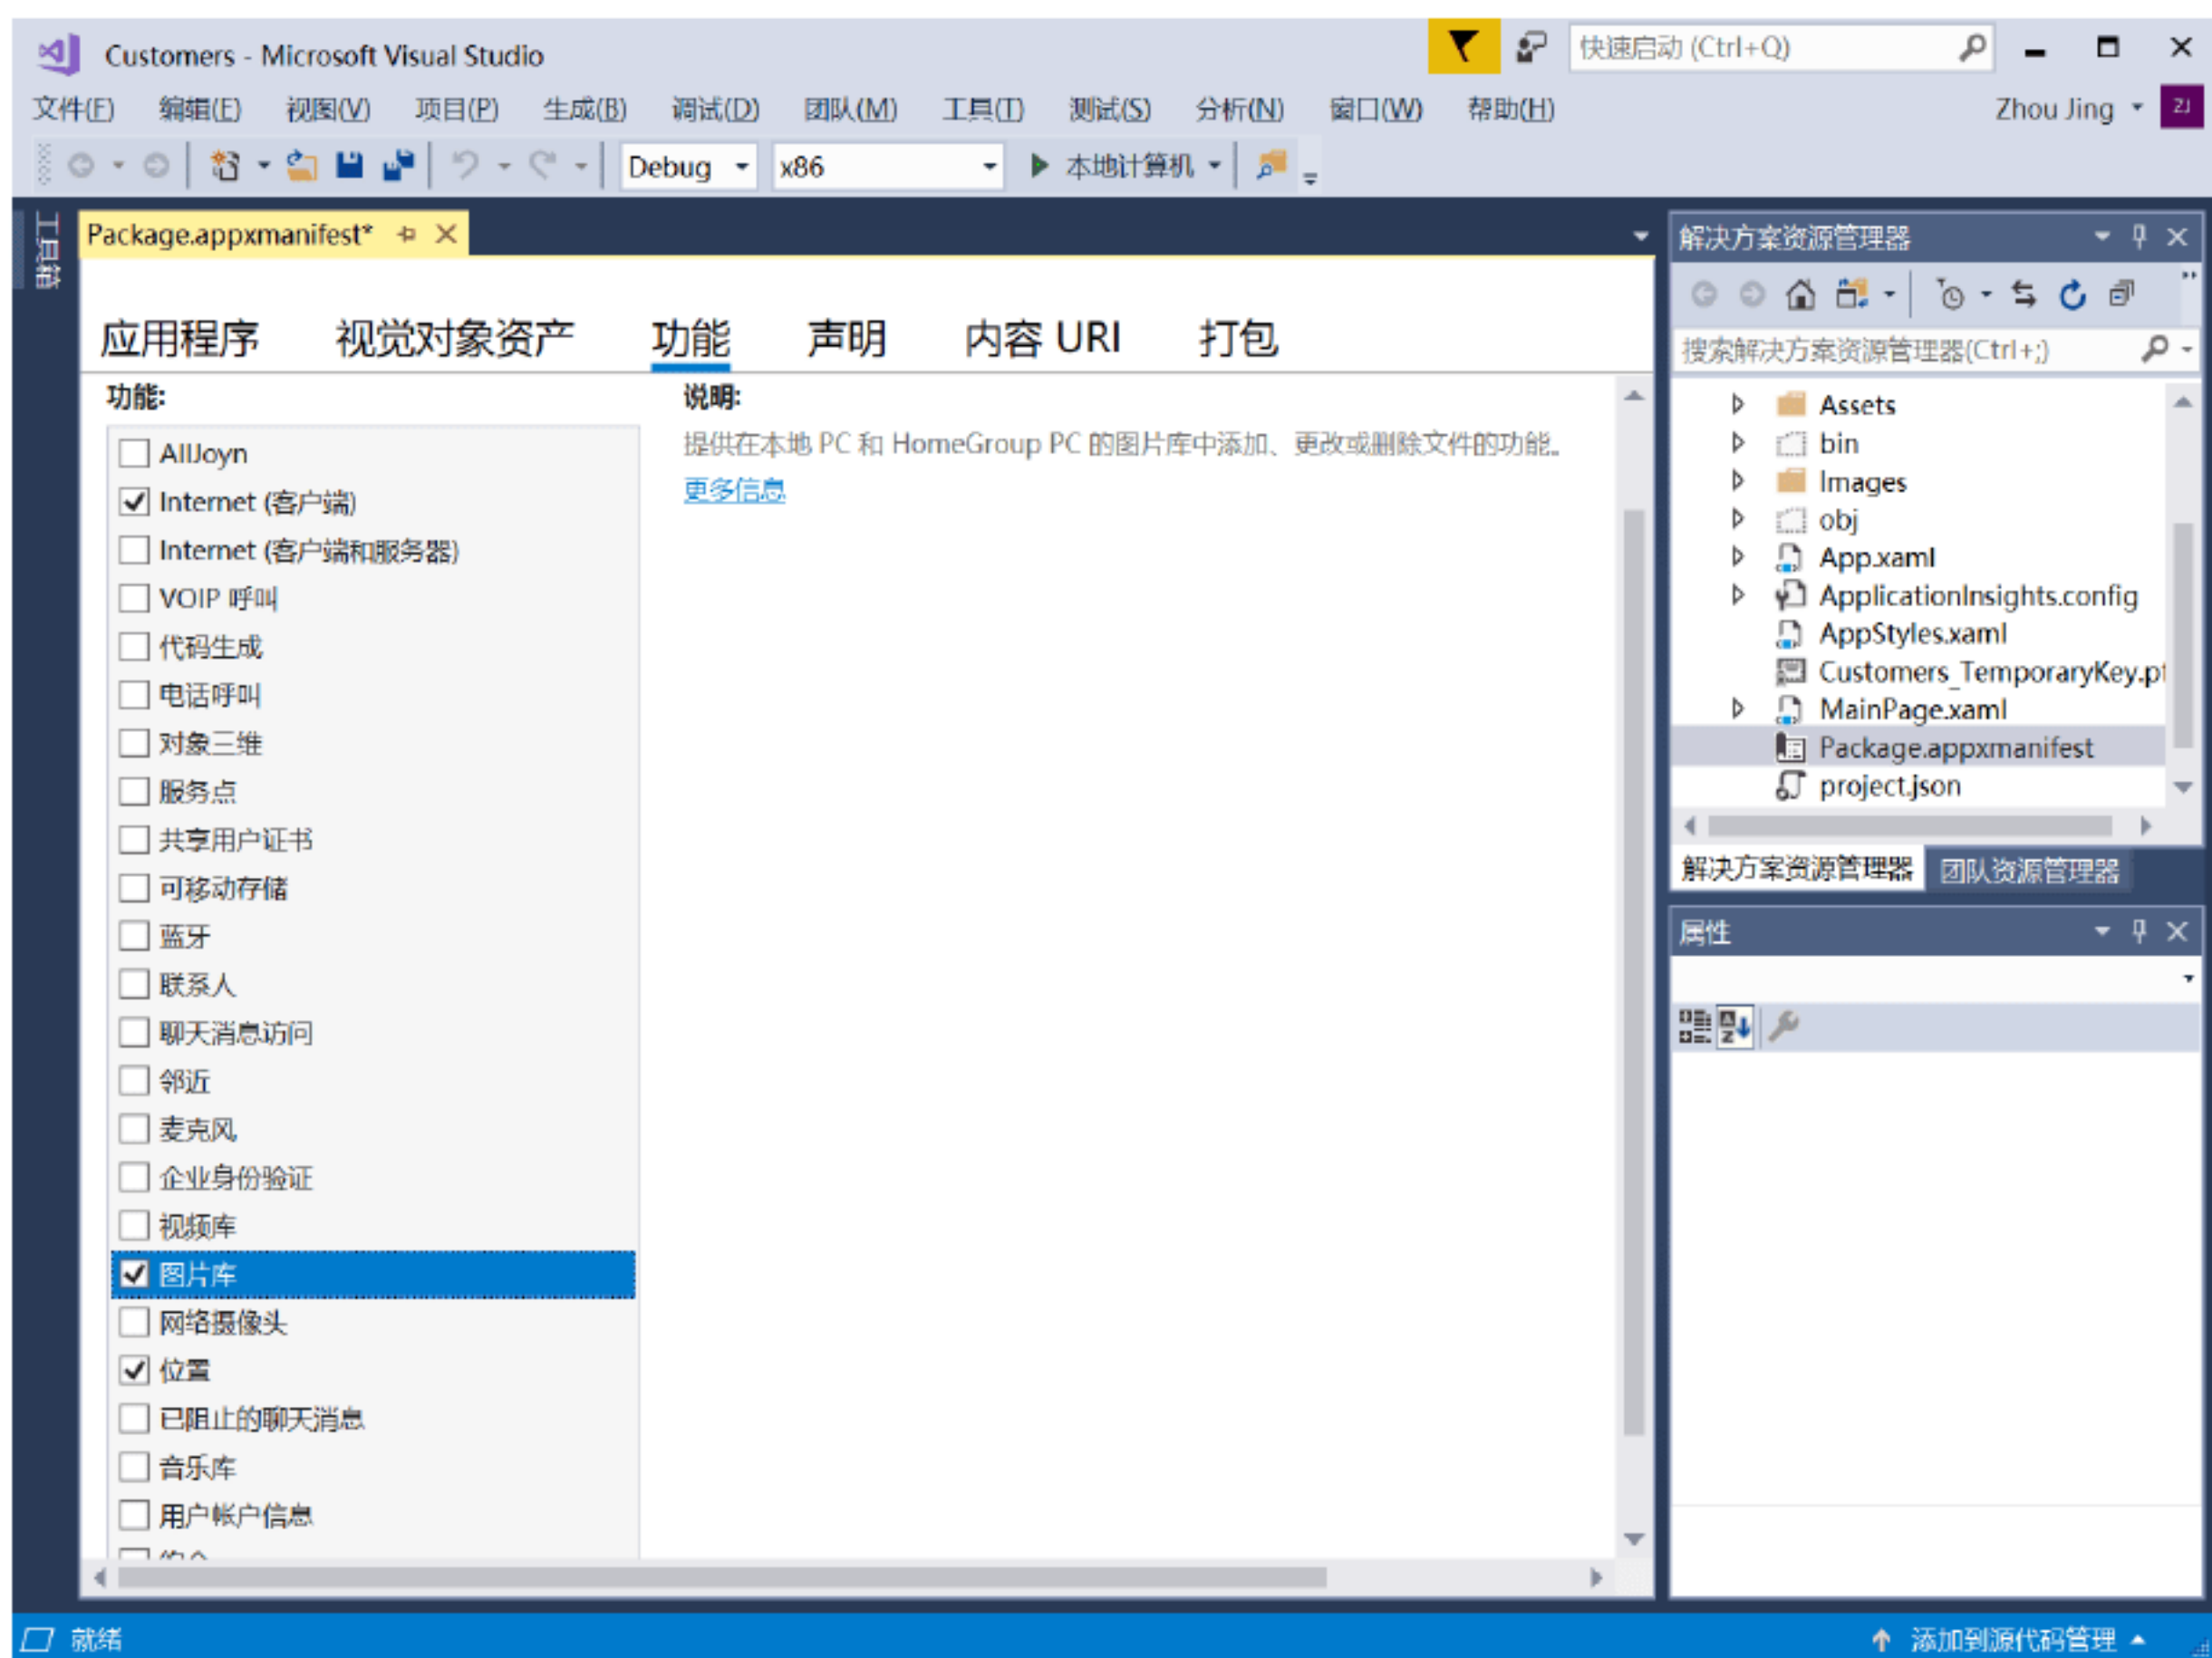 Customers - Microsoft Visual Studio
快速启动 (Ctrl+Q)
文件(F) 编辑(E) 视图(V) 项目(P) 生成(B) 调试(D) 团队(M) 工具(T) 测试(S) 分析(N) 窗口(W) 帮助(H)
Zhou Jing
ZJ
Debug x86 本地计算机
工具箱
Package.appxmanifest*
应用程序 视觉对象资产 功能 声明 内容 URI 打包
功能:
AllJoyn
Internet (客户端)
Internet (客户端和服务器)
VOIP 呼叫
代码生成
电话呼叫
对象三维
服务点
共享用户证书
可移动存储
蓝牙
联系人
聊天消息访问
邻近
麦克风
企业身份验证
视频库
图片库
网络摄像头
位置
已阻止的聊天消息
音乐库
用户帐户信息
说明:
提供在本地 PC 和 HomeGroup PC 的图片库中添加、更改或删除文件的功能。
更多信息
解决方案资源管理器
搜索解决方案资源管理器(Ctrl+;)
Assets
bin
Images
obj
App.xaml
ApplicationInsights.config
AppStyles.xaml
Customers_TemporaryKey.pf
MainPage.xaml
Package.appxmanifest
project.json
解决方案资源管理器 团队资源管理器
属性
就绪
添加到源代码管理